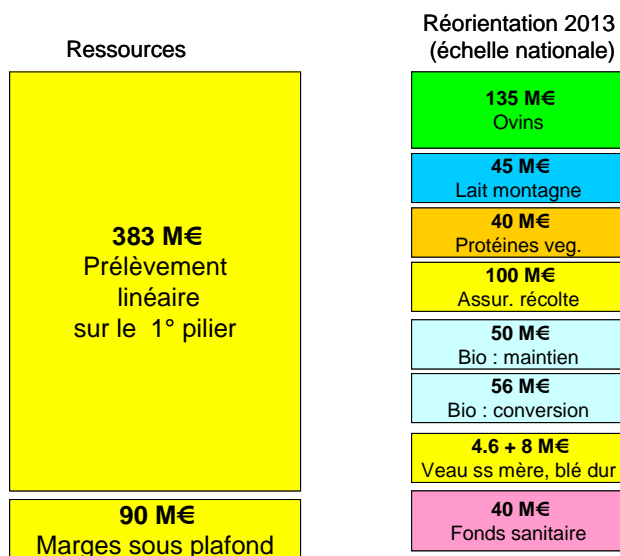 Ressources
383 M€
Prélèvement
linéaire
sur le 1° pilier
90 M€
Marges sous plafond
Réorientation 2013
(échelle nationale)
135 M€
Ovins
45 M€
Lait montagne
40 M€
Protéines veg.
100 M€
Assur. récolte
50 M€
Bio : maintien
56 M€
Bio : conversion
4.6 + 8 M€
Veau ss mère, blé dur
40 M€
Fonds sanitaire